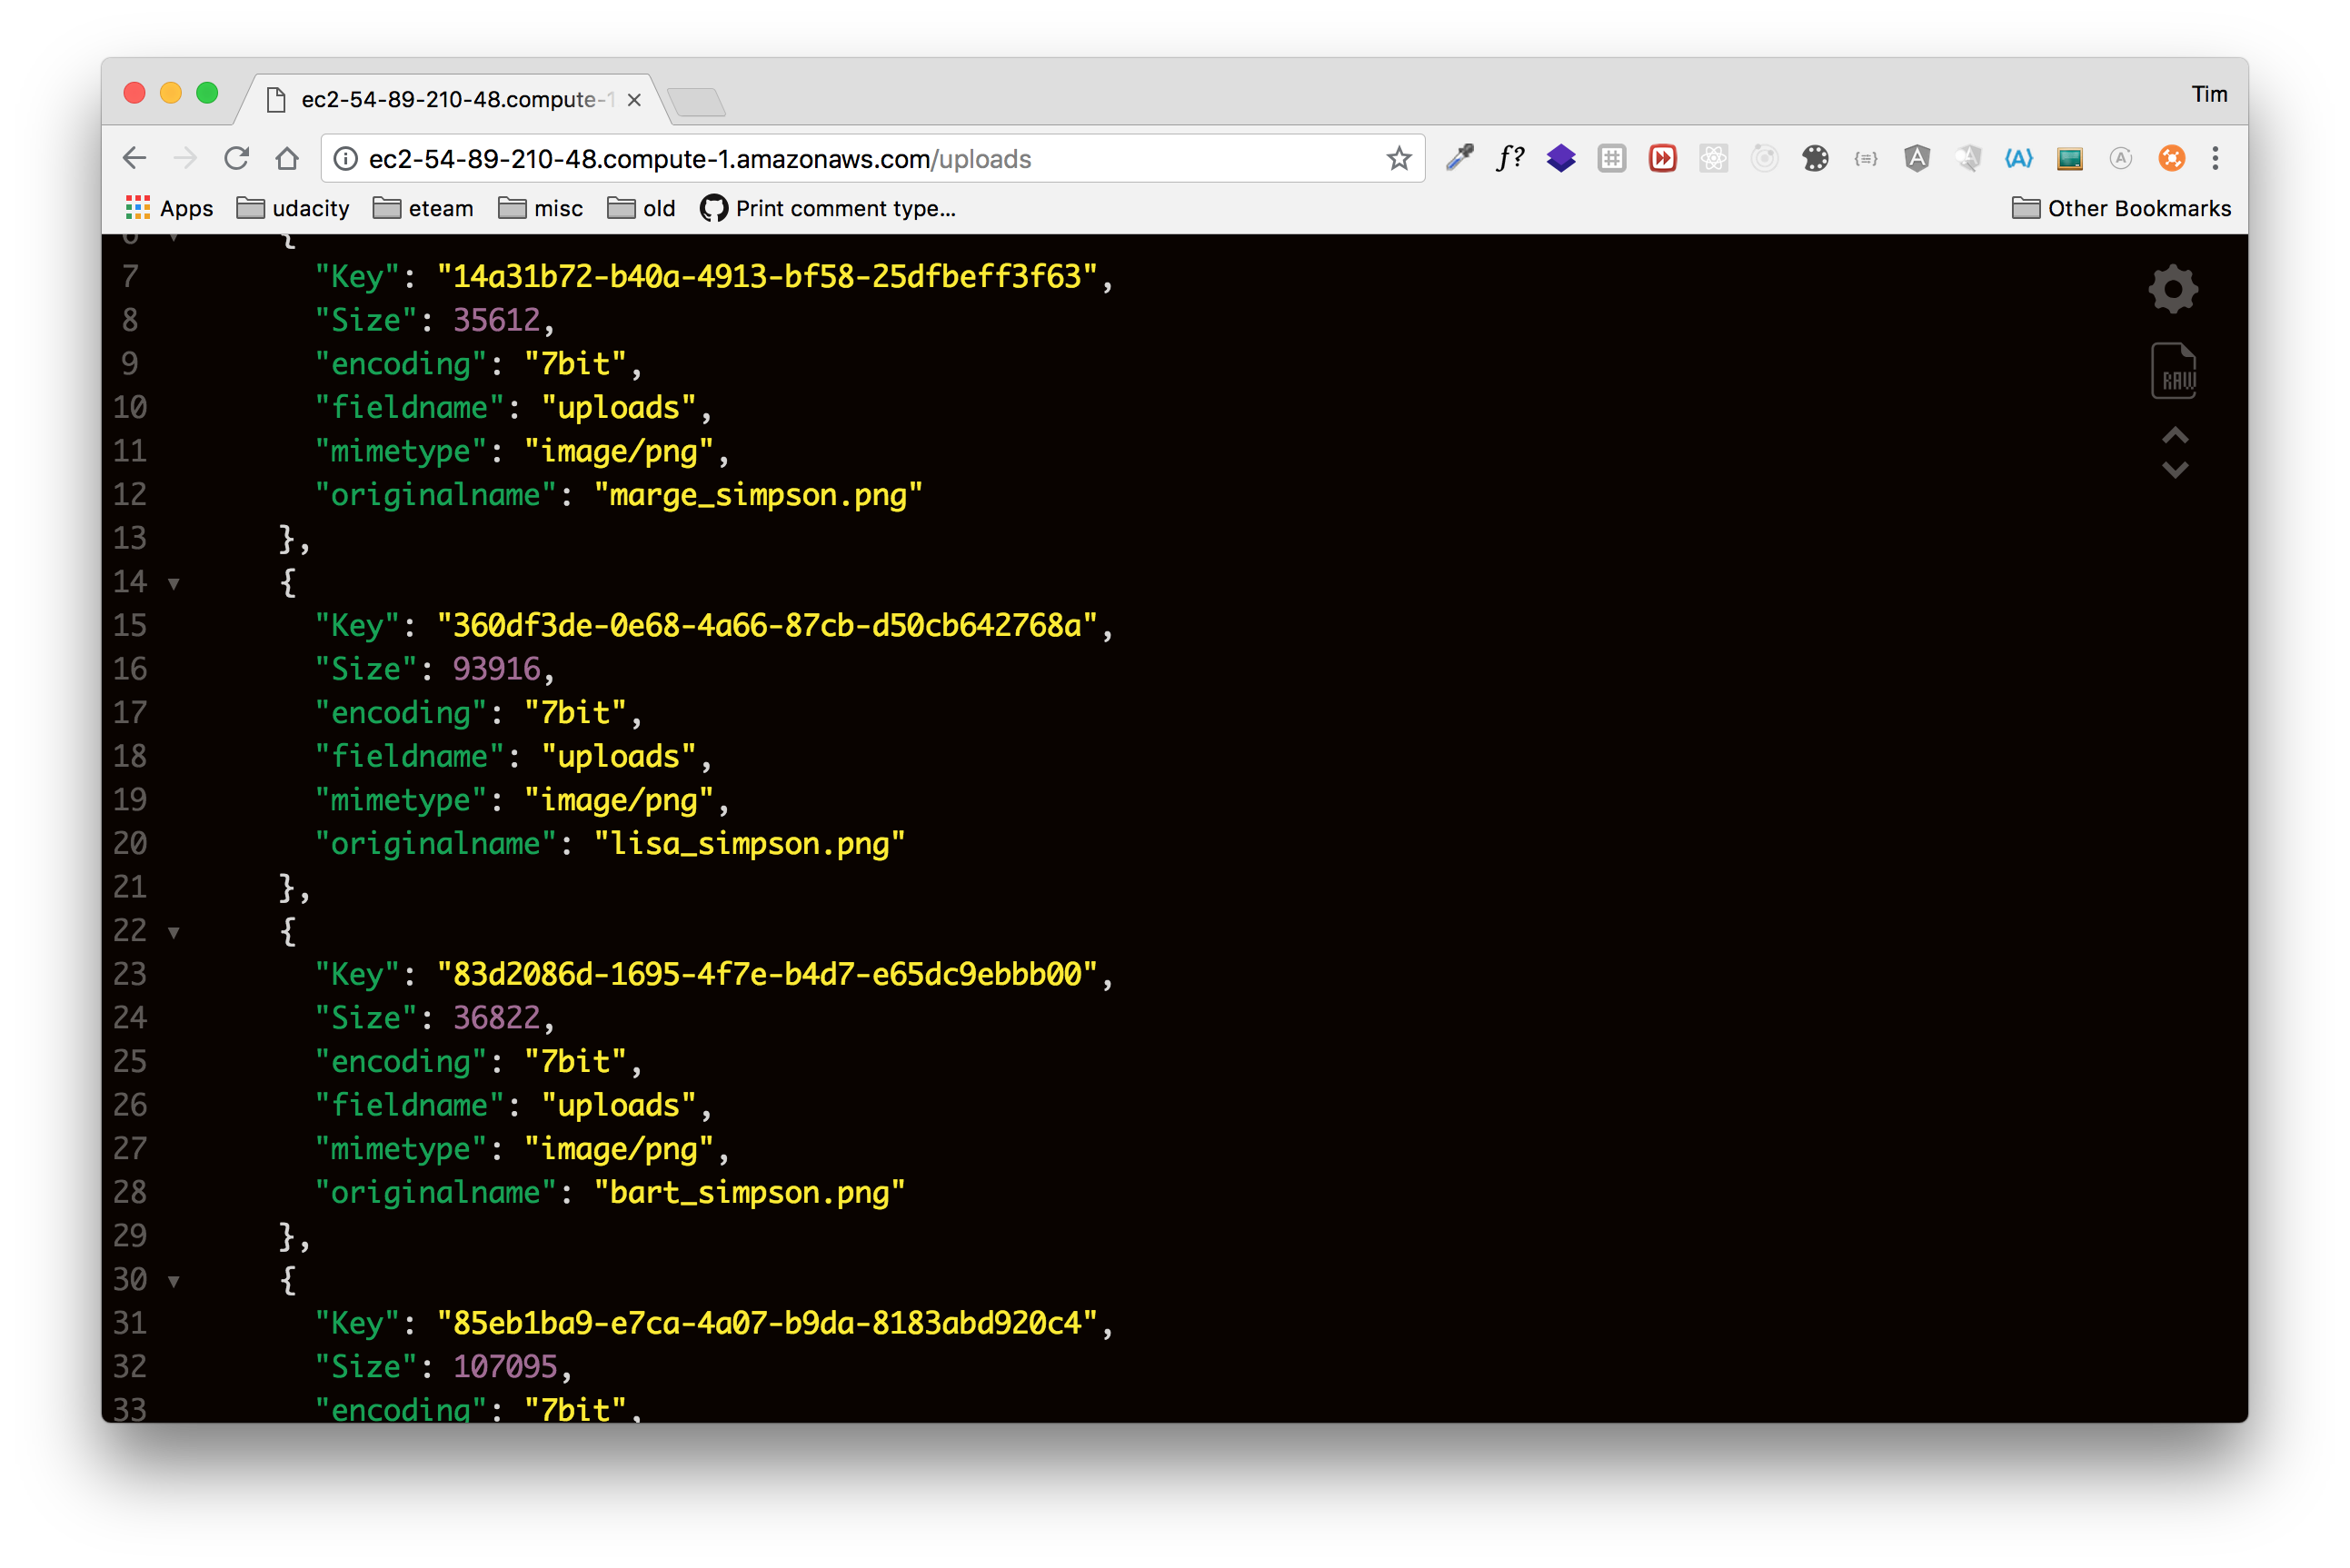 ec2-54-89-210-48.compute-1
Tim
ec2-54-89-210-48.compute-1.amazonaws.com/uploads
f?
Apps udacity eteam misc old Print comment type... Other Bookmarks
6 {
7 "Key": "14a31b72-b40a-4913-bf58-25dfbeff3f63",
8 "Size": 35612,
9 "encoding": "7bit",
10 "fieldname": "uploads",
11 "mimetype": "image/png",
12 "originalname": "marge_simpson.png"
13 },
14 {
15 "Key": "360df3de-0e68-4a66-87cb-d50cb642768a",
16 "Size": 93916,
17 "encoding": "7bit",
18 "fieldname": "uploads",
19 "mimetype": "image/png",
20 "originalname": "lisa_simpson.png"
21 },
22 {
23 "Key": "83d2086d-1695-4f7e-b4d7-e65dc9ebbb00",
24 "Size": 36822,
25 "encoding": "7bit",
26 "fieldname": "uploads",
27 "mimetype": "image/png",
28 "originalname": "bart_simpson.png"
29 },
30 {
31 "Key": "85eb1ba9-e7ca-4a07-b9da-8183abd920c4",
32 "Size": 107095,
33 "encoding": "7bit",
RAW